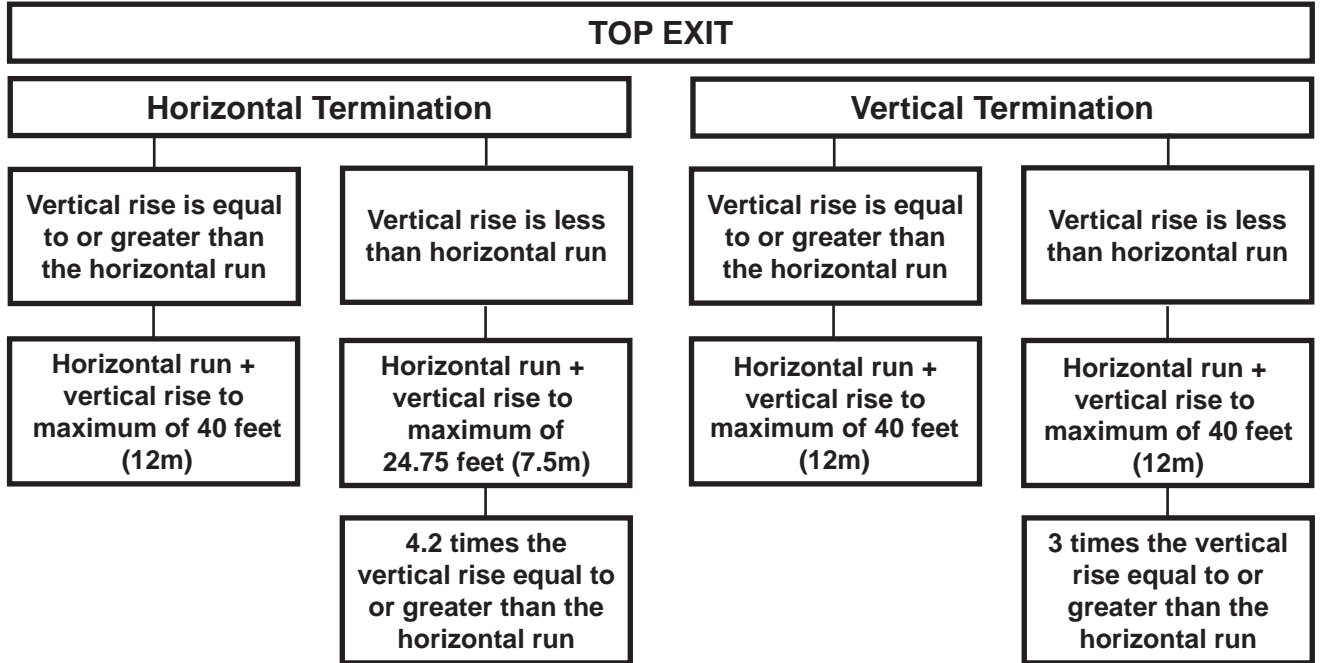 TOP EXIT
Horizontal Termination
Vertical rise is equal
to or greater than
the horizontal run
Horizontal run +
vertical rise to
maximum of 40 feet
(12m)
Vertical rise is less
than horizontal run
Horizontal run +
vertical rise to
maximum of
24.75 feet (7.5m)
4.2 times the
vertical rise equal to
or greater than the
horizontal run
Vertical Termination
Vertical rise is equal
to or greater than
the horizontal run
Horizontal run +
vertical rise to
maximum of 40 feet
(12m)
Vertical rise is less
than horizontal run
Horizontal run +
vertical rise to
maximum of 40 feet
(12m)
3 times the vertical
rise equal to or
greater than the
horizontal run